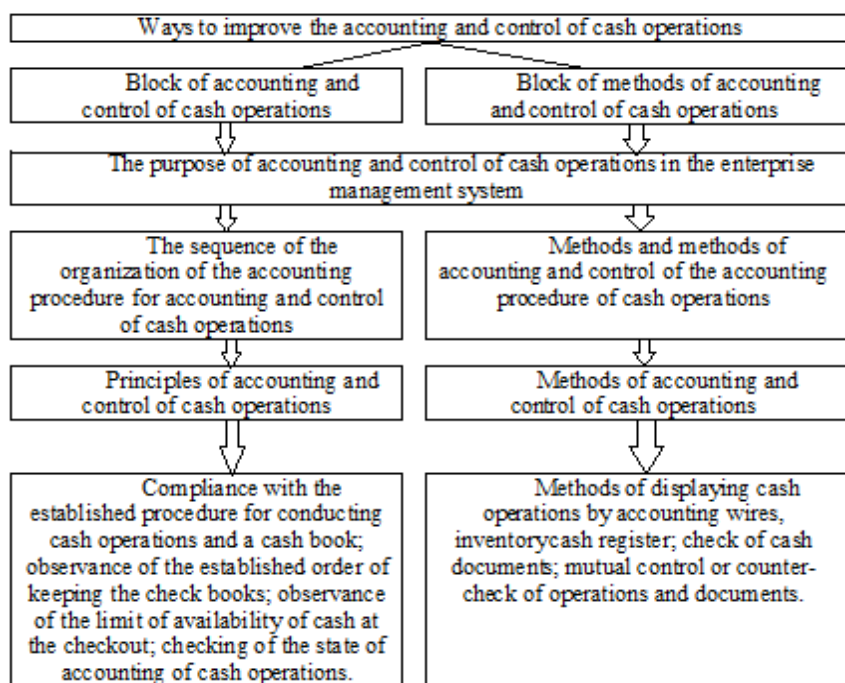 Ways to improve the accounting and control of cash operations
Block of accounting and
control of cash operations
Block of methods of accounting
and control of cash operations
The purpose of accounting and control of cash operations in the enterprise
management system
The sequence of the
organization of the accounting
procedure for accounting and control
of cash operations
Methods and methods of
accounting and control of the accounting
procedure of cash operations
Principles of accounting and
control of cash operations
Methods of accounting and
control of cash operations
Compliance with the
established procedure for conducting
cash operations and a cash book;
observance of the established order of
keeping the check books; observance
of the limit of availability of cash at
the checkout; checking of the state of
accounting of cash operations.
Methods of displaying cash
operations by accounting wires,
inventorycash register; check of cash
documents; mutual control or counter-
check of operations and documents.